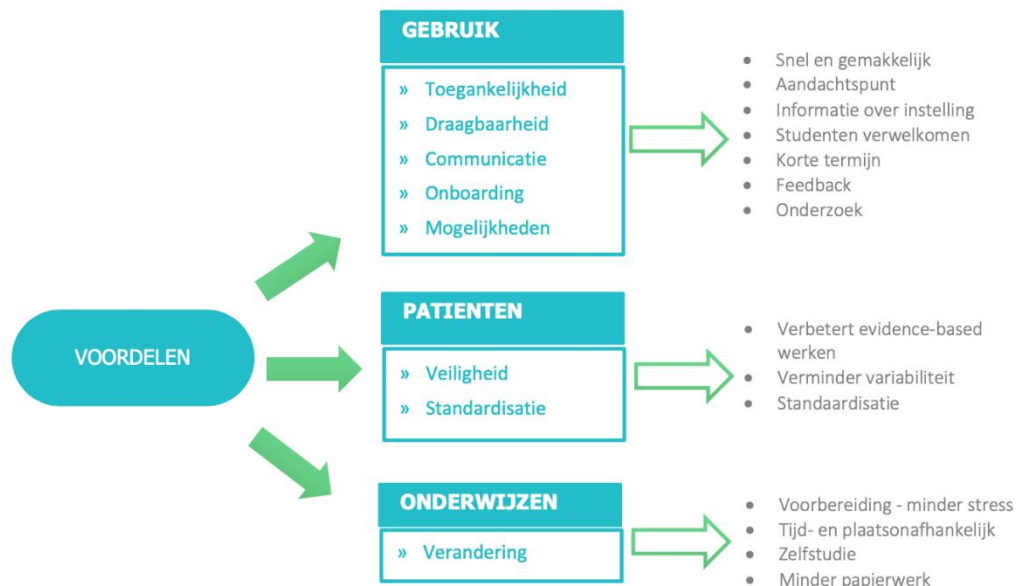 VOORDELEN
GEBRUIK
» Toegankelijkheid
» Draagbaarheid
» Communicatie
» Onboarding
» Mogelijkheden
• Snel en gemakkelijk
• Aandachtspunt
• Informatie over instelling
• Studenten verwelkomen
• Korte termijn
• Feedback
• Onderzoek
PATIENTEN
» Veiligheid
» Standardisatie
• Verbetert evidence-based
werken
• Verminder variabiliteit
• Standaardisatie
ONDERWIJZEN
» Verandering
• Voorbereiding - minder stress
• Tijd- en plaatsonafhankelijk
• Zelfstudie
• Minder papierwerk